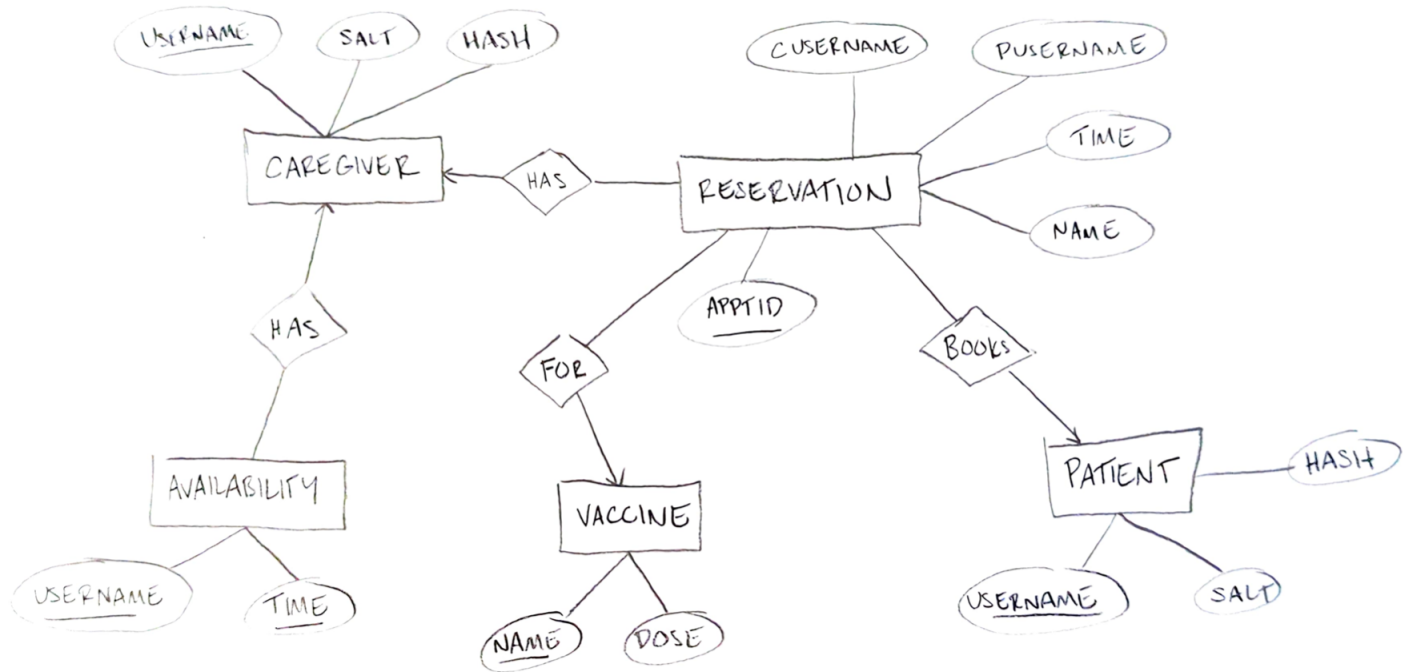 USERNAME
SALT
HASH
CUSERNAME
PUSERNAME
TIME
CAREGIVER
HAS
RESERVATION
NAME
APPTID
HAS
FOR
BOOKS
AVAILABILITY
VACCINE
PATIENT
HASH
USERNAME
TIME
NAME
DOSE
USERNAME
SALT